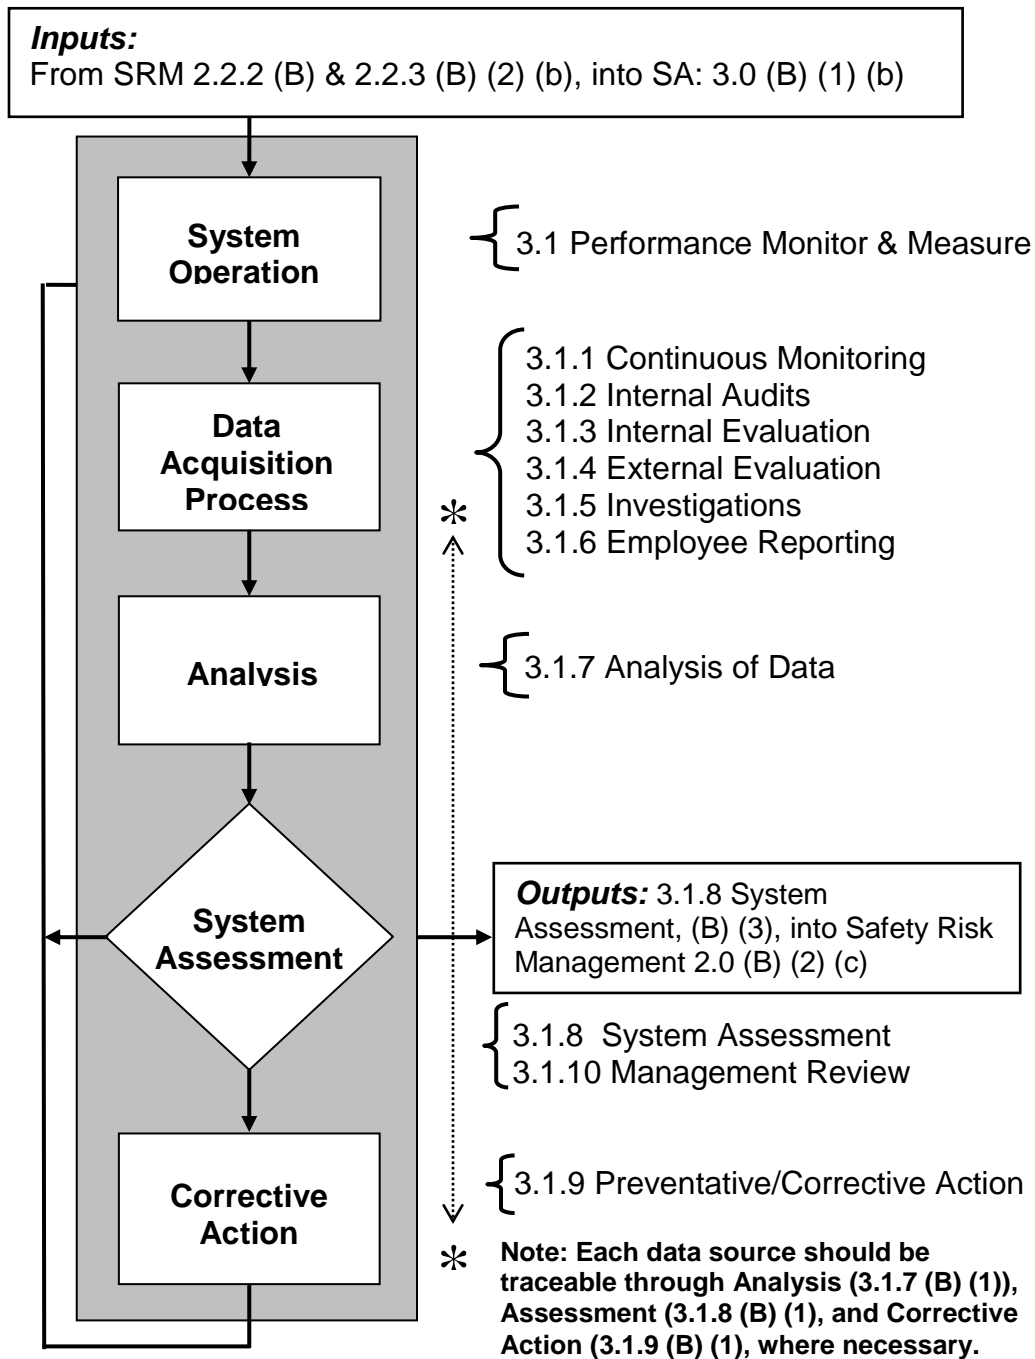 Inputs:
From SRM 2.2.2 (B) & 2.2.3 (B) (2) (b), into SA: 3.0 (B) (1) (b)
System
Operation
3.1 Performance Monitor & Measure
Data
Acquisition
Process
3.1.1 Continuous Monitoring
3.1.2 Internal Audits
3.1.3 Internal Evaluation
3.1.4 External Evaluation
3.1.5 Investigations
3.1.6 Employee Reporting
*
Analysis
3.1.7 Analysis of Data
System
Assessment
Outputs: 3.1.8 System
Assessment, (B) (3), into Safety Risk
Management 2.0 (B) (2) (c)
3.1.8 System Assessment
3.1.10 Management Review
Corrective
Action
3.1.9 Preventative/Corrective Action
*
Note: Each data source should be
traceable through Analysis (3.1.7 (B) (1)),
Assessment (3.1.8 (B) (1), and Corrective
Action (3.1.9 (B) (1), where necessary.